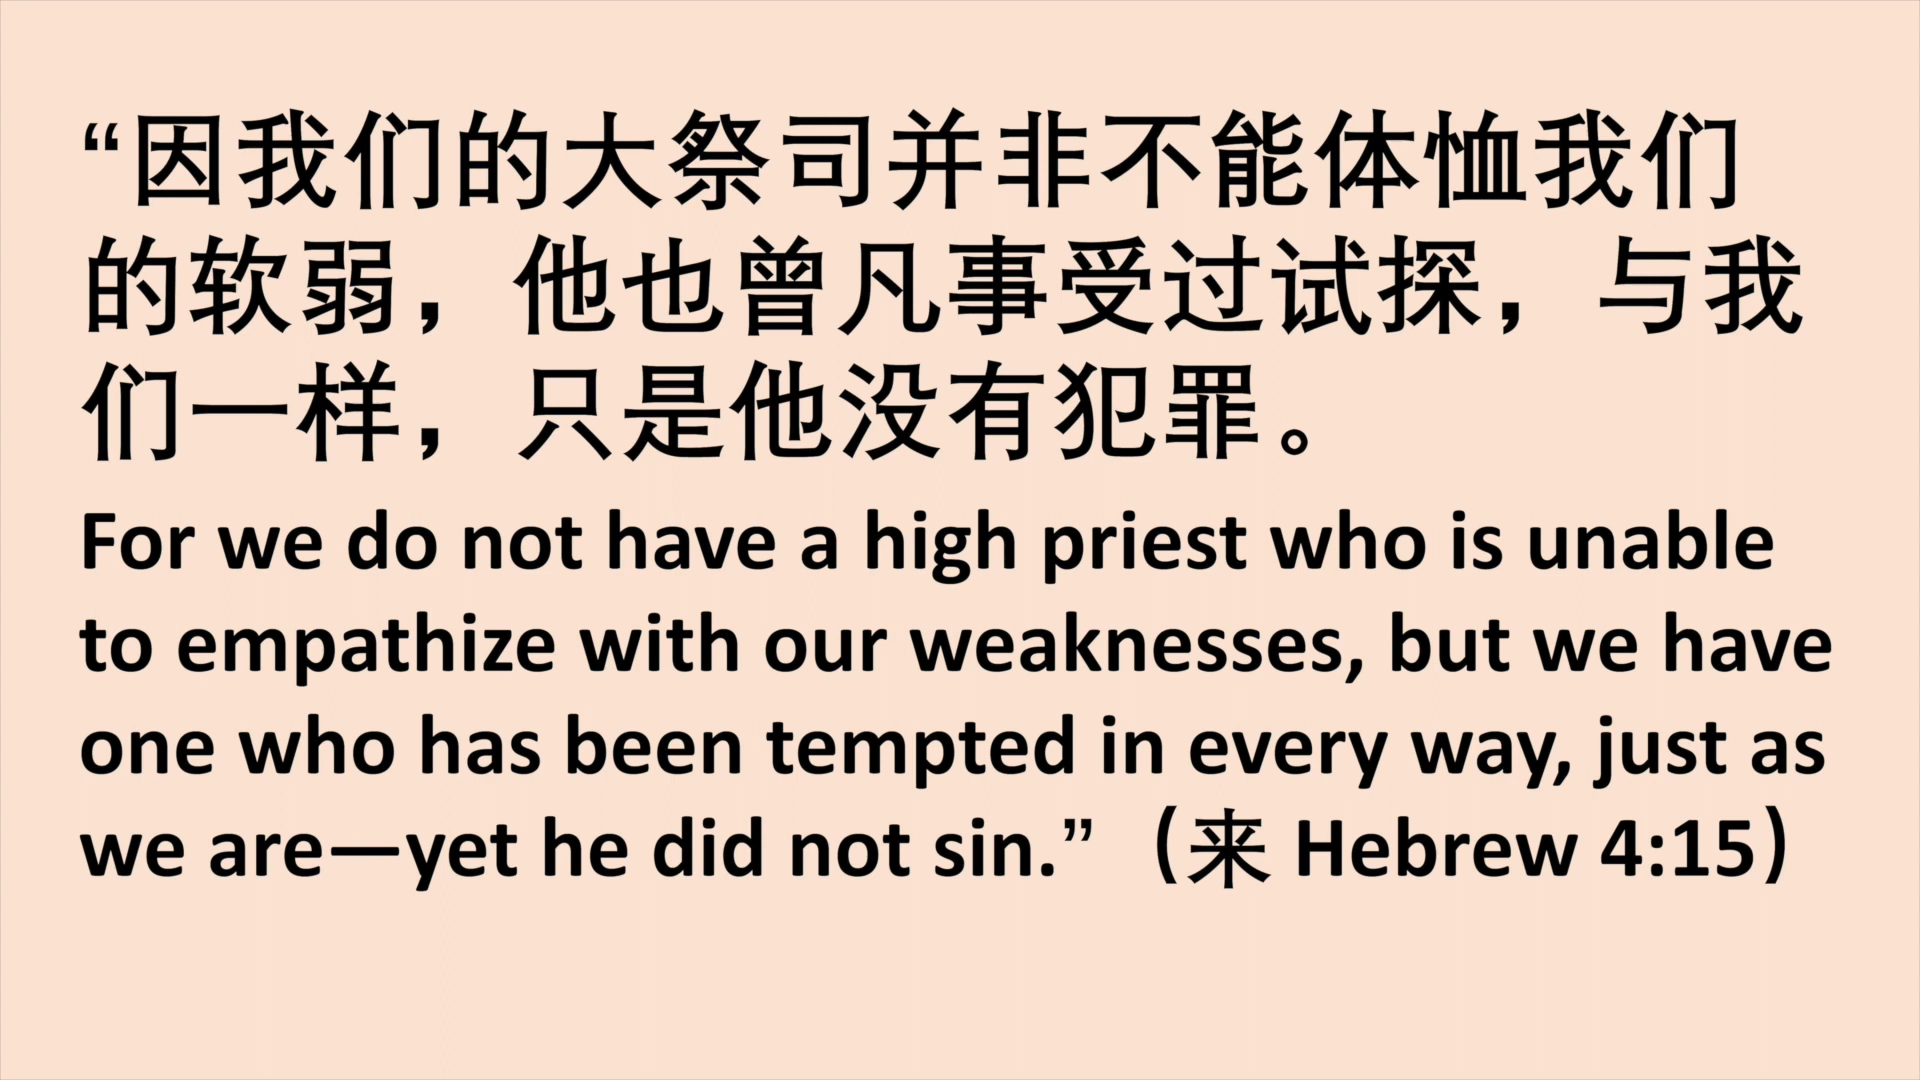 “因我们的大祭司并非不能体恤我们
的软弱，他也曾凡事受过试探，与我
们一样，只是他没有犯罪。
For we do not have a high priest who is unable
to empathize with our weaknesses, but we have
one who has been tempted in every way, just as
we are—yet he did not sin.”（来 Hebrew 4:15）